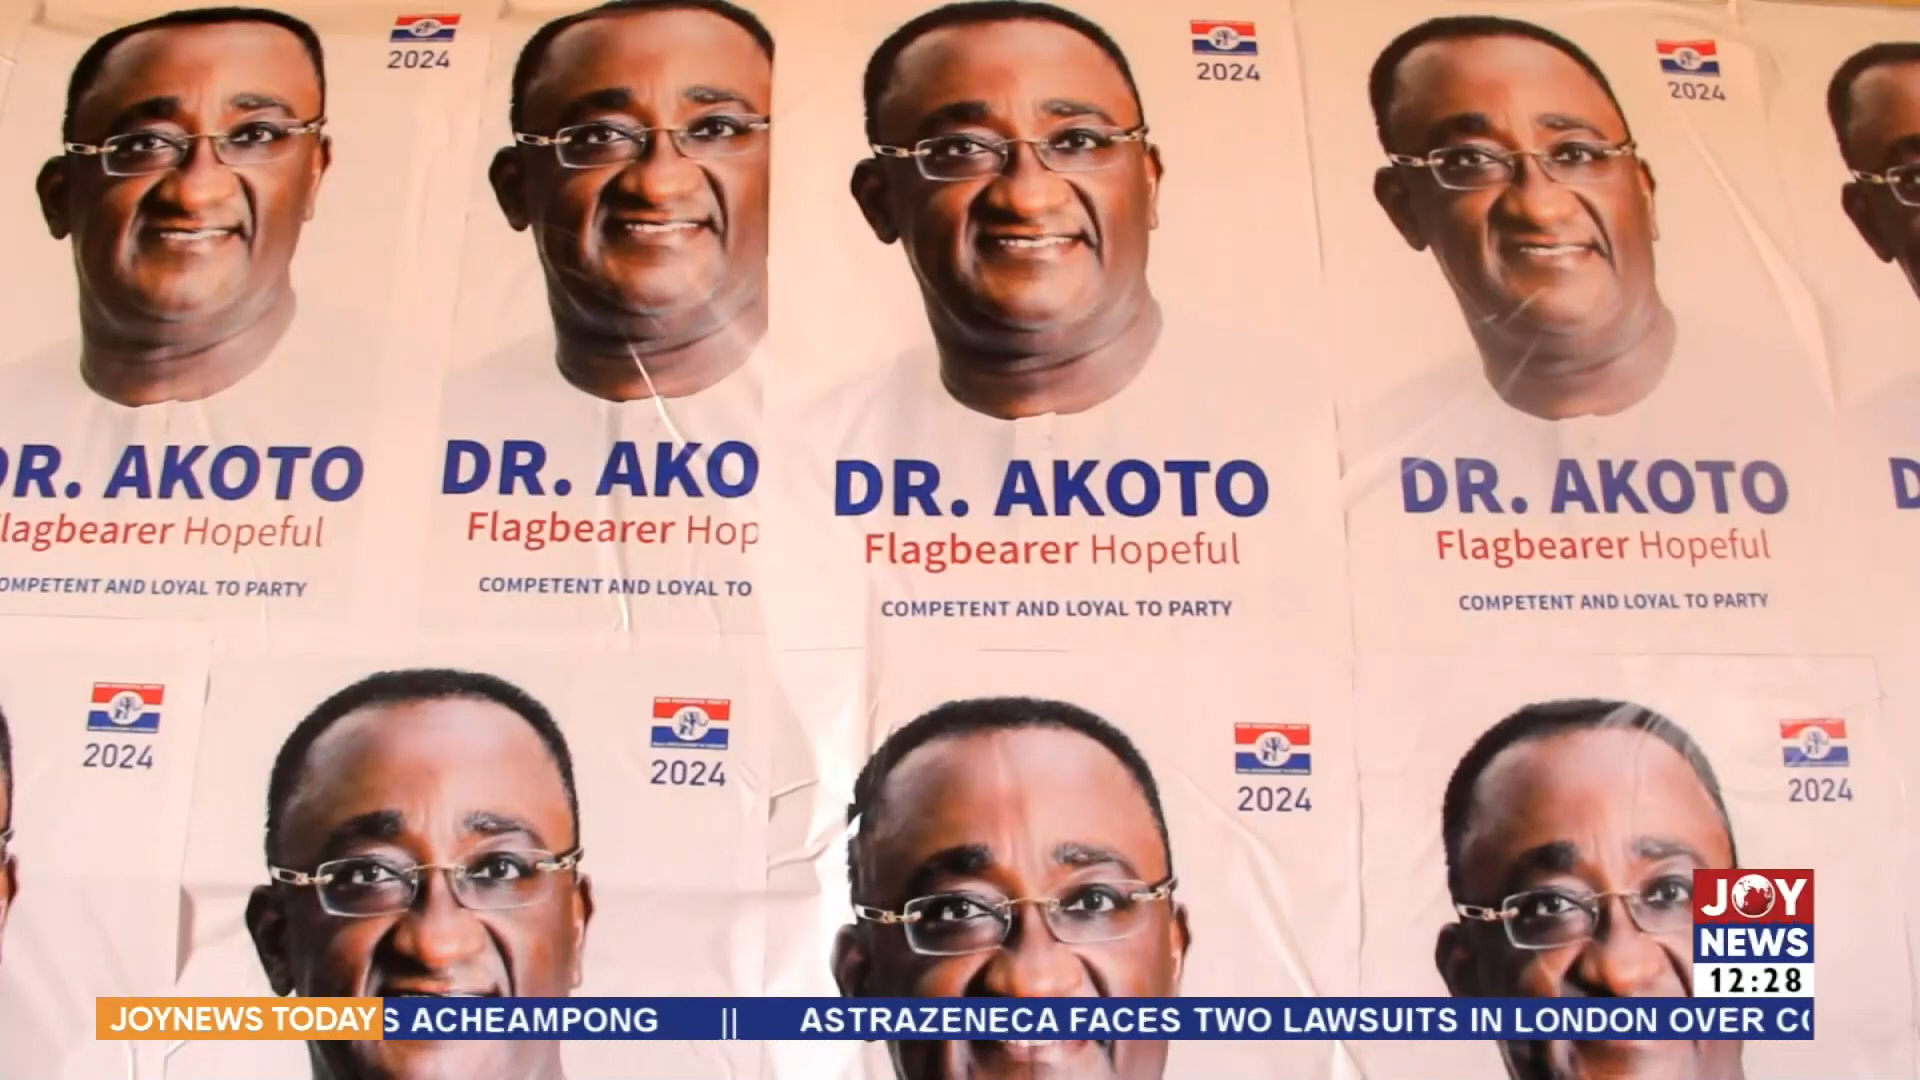 2024
2024
2024
DR. AKOTO
Flagbearer Hopeful
COMPETENT AND LOYAL TO PARTY
DR. AKO
Flagbearer Hop
COMPETENT AND LOYAL TO
DR. AKOTO
Flagbearer Hopeful
COMPETENT AND LOYAL TO PARTY
DR. AKOTO
Flagbearer Hopeful
COMPETENT AND LOYAL TO PARTY
D
2024
2024
2024
2024
JOY
NEWS
12:28
JOYNEWS TODAY
S ACHEAMPONG || ASTRAZENECA FACES TWO LAWSUITS IN LONDON OVER